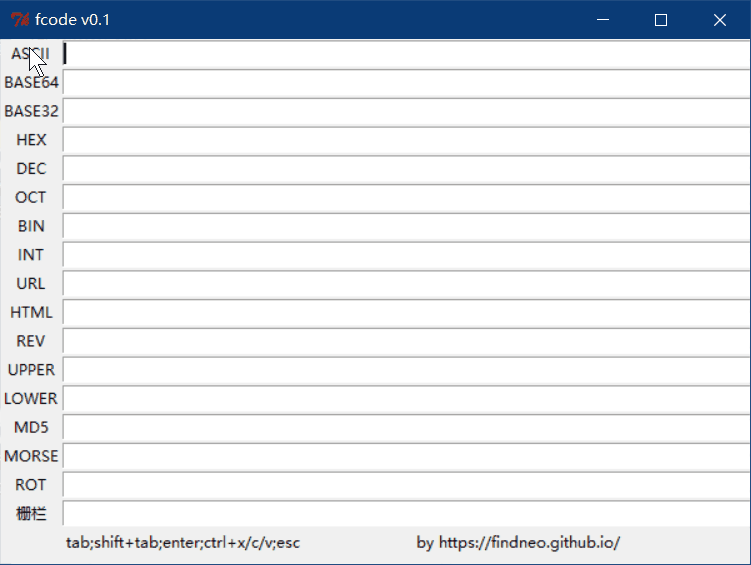 fcode v0.1
ASCII
BASE64
BASE32
HEX
DEC
OCT
BIN
INT
URL
HTML
REV
UPPER
LOWER
MD5
MORSE
ROT
栅栏
tab;shift+tab;enter;ctrl+x/c/v;esc by https://findneo.github.io/